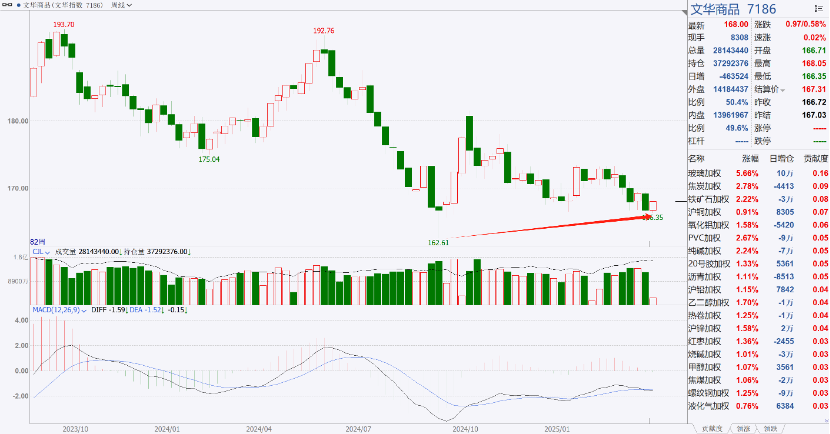 文华商品(文华指数 7186) 周线
193.70
192.76
180.00
175.04
170.00
162.61
82周
CJL 成交量 28143440.00↓持仓量 37292376.00↓
MACD(12,26,9) DIFF -1.59↓DEA -1.52↓ -0.15↓
4.00
2.00
0.00
-2.00
2023/10 2024/01 2024/04 2024/07 2024/10 2025/01
文华商品 7186
最新 168.00 涨跌 0.97/0.58%
现手 8308 速涨 0.02%
总量 28143440 开盘 166.71
持仓 37292376 最高 168.05
日增 -463524 最低 166.35
外盘 14184437 结算价 167.31
比例 50.4% 昨收 166.72
内盘 13961967 昨结 167.03
比例 49.6% 涨停 -----
杠杆 ----- 跌停 -----
名称 涨幅 日增仓 贡献度
玻璃加权 5.66% 10万 0.16
焦炭加权 2.78% -4413 0.09
铁矿石加权 2.22% -3万 0.08
沪铜加权 0.91% 8305 0.07
氧化铝加权 1.58% -5420 0.06
PVC加权 2.67% -9万 0.05
纯碱加权 2.24% -7万 0.05
20号胶加权 1.33% 5361 0.05
沥青加权 1.11% -8513 0.05
沪铝加权 1.15% 7842 0.04
乙二醇加权 1.70% -1万 0.04
热卷加权 1.25% -1万 0.04
沪锌加权 1.58% 2万 0.04
红枣加权 1.36% -2455 0.03
烧碱加权 1.01% -3万 0.03
甲醇加权 1.07% 3561 0.03
焦煤加权 1.06% -2万 0.03
螺纹钢加权 1.25% -9万 0.03
液化气加权 0.76% 6384 0.03
贡献度 领涨 领跌